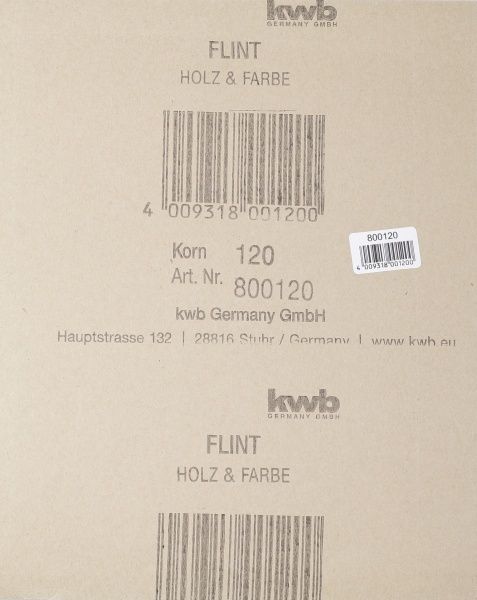 kwb
GERMANY GMBH
FLINT
HOLZ & FARBE
4 009318 001200
Korn 120
Art. Nr. 800120
kwb Germany GmbH
Hauptstrasse 132 | 28816 Stuhr / Germany | www.kwb.eu
800120
4 009318 001200
kwb
GERMANY GMBH
FLINT
HOLZ & FARBE